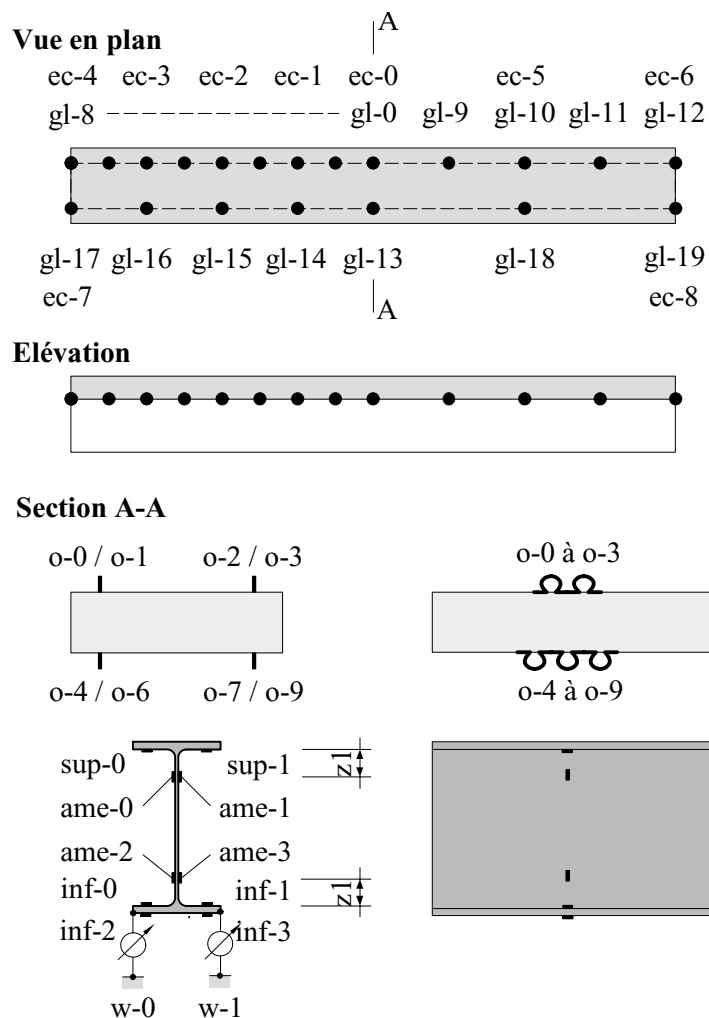 A
Vue en plan
ec-4 ec-3 ec-2 ec-1 ec-0 ec-5 ec-6
gl-8 gl-0 gl-9 gl-10 gl-11 gl-12
gl-17 gl-16 gl-15 gl-14 gl-13 gl-18 gl-19
ec-7 ec-8
A
Elévation
Section A-A
o-0 / o-1 o-2 / o-3 o-0 à o-3
o-4 / o-6 o-7 / o-9 o-4 à o-9
sup-0 sup-1 z1
ame-0 ame-1
ame-2 ame-3
inf-0 inf-1 z1
inf-2 inf-3
w-0 w-1